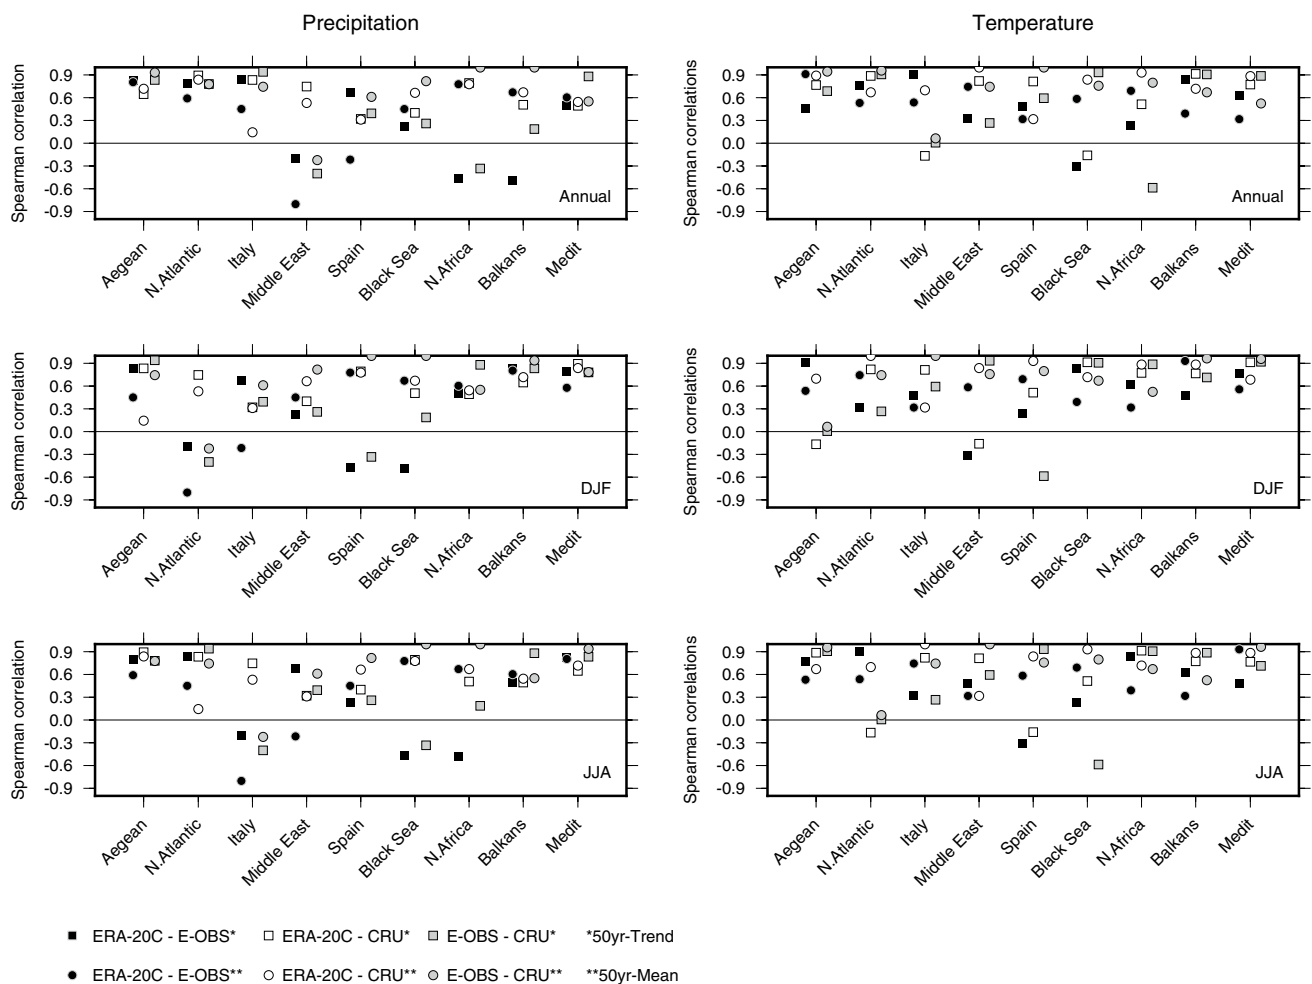 Precipitation
Temperature
Spearman correlation
0.9
0.6
0.3
0.0
-0.3
-0.6
-0.9
Annual
Aegean
N.Atlantic
Italy
Middle East
Spain
Black Sea
N.Africa
Balkans
Medit
Spearman correlations
0.9
0.6
0.3
0.0
-0.3
-0.6
-0.9
Annual
Aegean
N.Atlantic
Italy
Middle East
Spain
Black Sea
N.Africa
Balkans
Medit
Spearman correlation
0.9
0.6
0.3
0.0
-0.3
-0.6
-0.9
DJF
Aegean
N.Atlantic
Italy
Middle East
Spain
Black Sea
N.Africa
Balkans
Medit
Spearman correlations
0.9
0.6
0.3
0.0
-0.3
-0.6
-0.9
DJF
Aegean
N.Atlantic
Italy
Middle East
Spain
Black Sea
N.Africa
Balkans
Medit
Spearman correlation
0.9
0.6
0.3
0.0
-0.3
-0.6
-0.9
JJA
Aegean
N.Atlantic
Italy
Middle East
Spain
Black Sea
N.Africa
Balkans
Medit
Spearman correlations
0.9
0.6
0.3
0.0
-0.3
-0.6
-0.9
JJA
Aegean
N.Atlantic
Italy
Middle East
Spain
Black Sea
N.Africa
Balkans
Medit
ERA-20C - E-OBS* ERA-20C - CRU* E-OBS - CRU* *50yr-Trend
ERA-20C - E-OBS** ERA-20C - CRU** E-OBS - CRU** **50yr-Mean